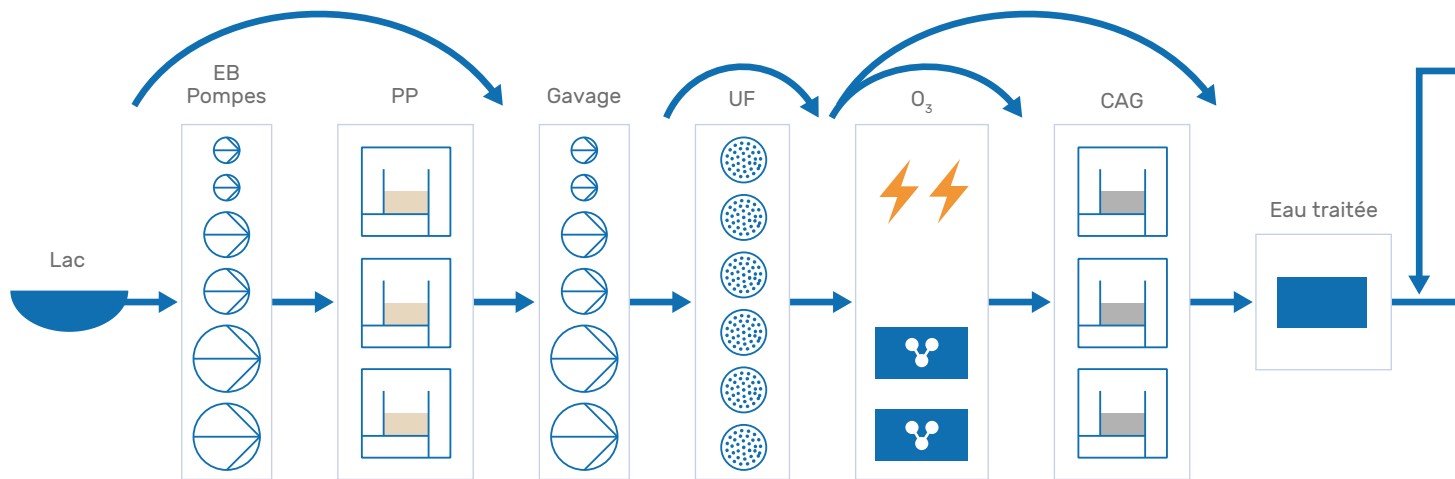 Lac
EB
Pompes
PP
Gavage
UF
O₃
CAG
Eau traitée